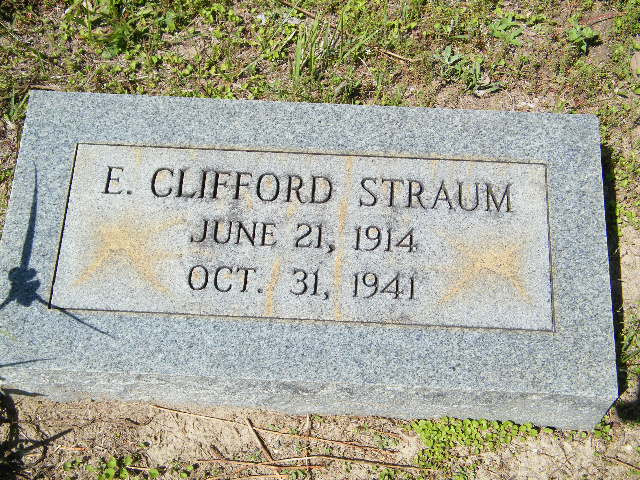 E. CLIFFORD STRAUM
JUNE 21, 1914
OCT. 31, 1941